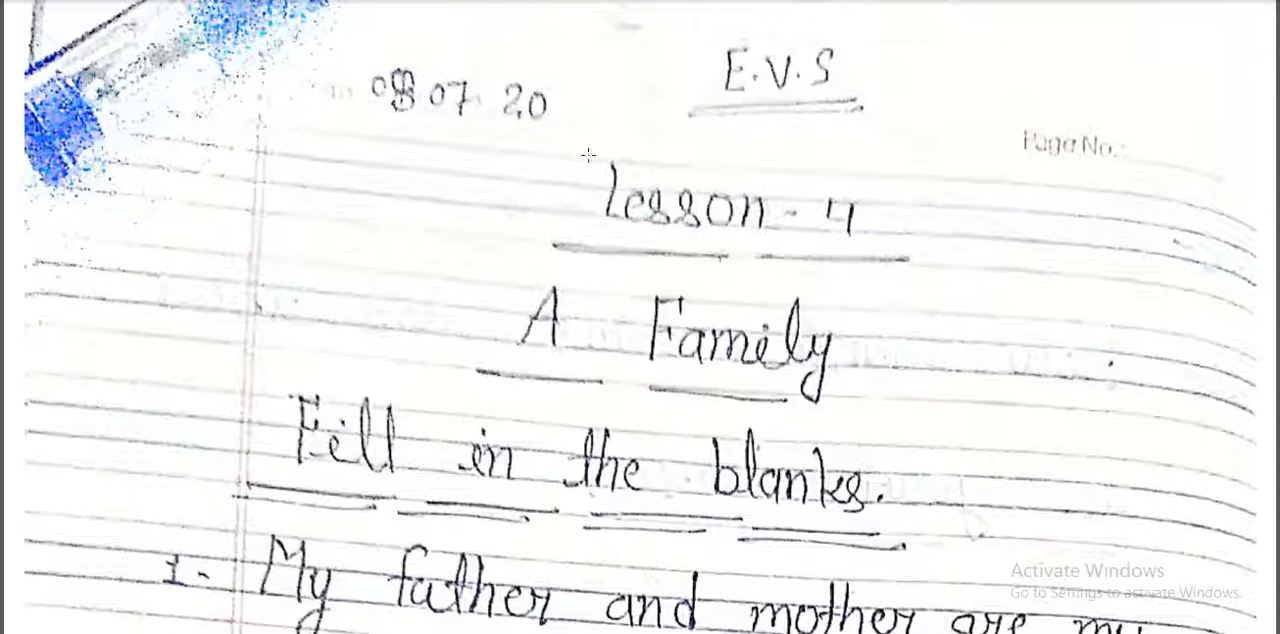 E.V.S
08 07 20
Page No.:
Lesson - 4
A Family
Fill in the blanks.
1. My father and mother are my
Activate Windows
Go to Settings to activate Windows.